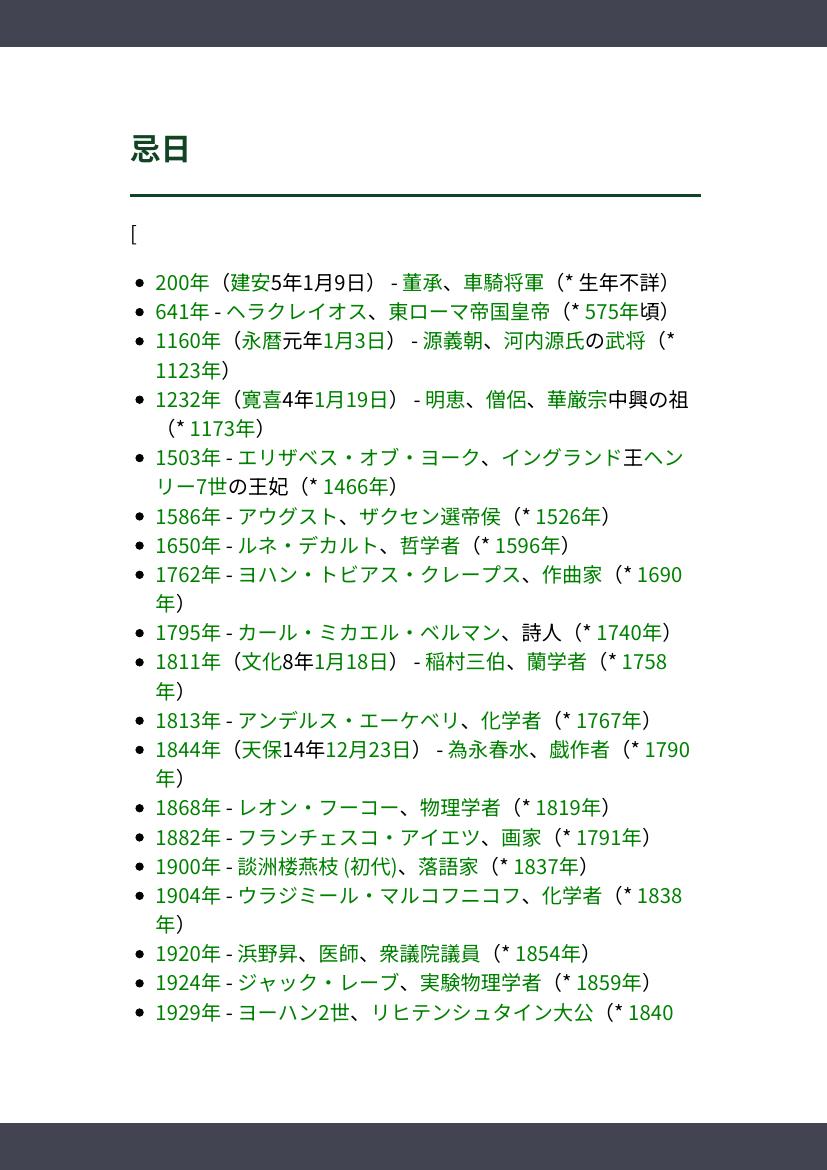 忌日
[
• 200年（建安5年1月9日） - 董承、車騎将軍（* 生年不詳）
• 641年 - ヘラクレイオス、東ローマ帝国皇帝（* 575年頃）
• 1160年（永暦元年1月3日） - 源義朝、河内源氏の武将（*
1123年）
• 1232年（寛喜4年1月19日） - 明恵、僧侶、華厳宗中興の祖
（* 1173年）
• 1503年 - エリザベス・オブ・ヨーク、イングランド王ヘン
リー7世の王妃（* 1466年）
• 1586年 - アウグスト、ザクセン選帝侯（* 1526年）
• 1650年 - ルネ・デカルト、哲学者（* 1596年）
• 1762年 - ヨハン・トビアス・クレープス、作曲家（* 1690
年）
• 1795年 - カール・ミカエル・ベルマン、詩人（* 1740年）
• 1811年（文化8年1月18日） - 稲村三伯、蘭学者（* 1758
年）
• 1813年 - アンデルス・エーケベリ、化学者（* 1767年）
• 1844年（天保14年12月23日） - 為永春水、戯作者（* 1790
年）
• 1868年 - レオン・フーコー、物理学者（* 1819年）
• 1882年 - フランチェスコ・アイエツ、画家（* 1791年）
• 1900年 - 談洲楼燕枝 (初代)、落語家（* 1837年）
• 1904年 - ウラジミール・マルコフニコフ、化学者（* 1838
年）
• 1920年 - 浜野昇、医師、衆議院議員（* 1854年）
• 1924年 - ジャック・レーブ、実験物理学者（* 1859年）
• 1929年 - ヨーハン2世、リヒテンシュタイン大公（* 1840